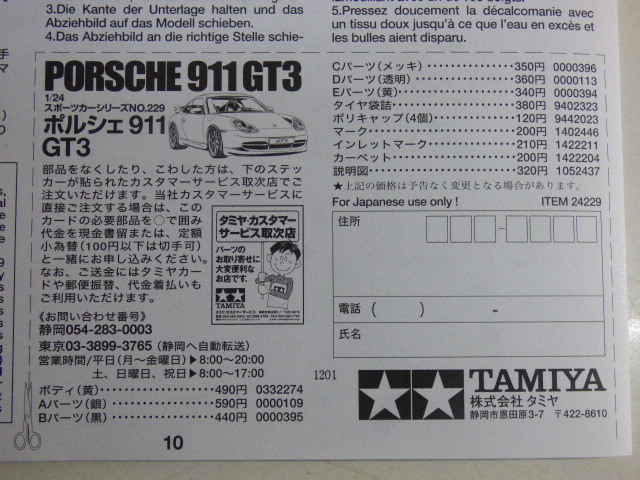 3.Die Kante der Unterlage halten und das
Abziehbild auf das Modell schieben.
4.Das Abziehbild an die richtige Stelle schie-
5.Pressez doucement la décalcomanie avec
un tissu doux jusqu'à ce que l'eau en excès et
les bulles aient disparu.
PORSCHE 911 GT3
1/24
スポーツカーシリーズNO.229
ポルシェ 911
GT3
部品をなくしたり、こわした方は、下のステッ
カーが貼られたカスタマーサービス取次店でご
注文いただけます。当社カスタマーサービスに
直接ご注文する場合は、この
カードの必要部品を○で囲み
代金を現金書留または、定額
小為替(100円以下は切手可)
と一緒にお申し込みください。
なお、ご送金にはタミヤカー
ドや郵便振替、代金着払いも
ご利用いただけます。
タミヤ・カスタマー
サービス取次店
パーツの
お取り寄せに
大変便利な
お店です。
TAMIYA
《お問い合わせ番号》
静岡054-283-0003
東京03-3899-3765(静岡へ自動転送)
営業時間/平日(月〜金曜日)▶8:00〜20:00
土、日曜日、祝日▶8:00〜17:00
ボディ(黄)··········490円 0332274
Aパーツ(銀)··········590円 0000109
Bパーツ(黒)··········440円 0000395
Cパーツ(メッキ)··········350円 0000396
Dパーツ(透明)··········360円 0000113
Eパーツ(黄)··········340円 0000394
タイヤ袋詰··········380円 9402323
ポリキャップ(4個)··········120円 9442023
マーク··········200円 1402446
インレットマーク··········210円 1422211
カーペット··········200円 1422204
説明図··········320円 1052437
★上記の価格は予告なく変更となる場合があります。
For Japanese use only ! ITEM 24229
住所
電話 ( ) -
氏名
1201
TAMIYA
株式会社 タミヤ
静岡市恩田原3-7 〒422-8610
10